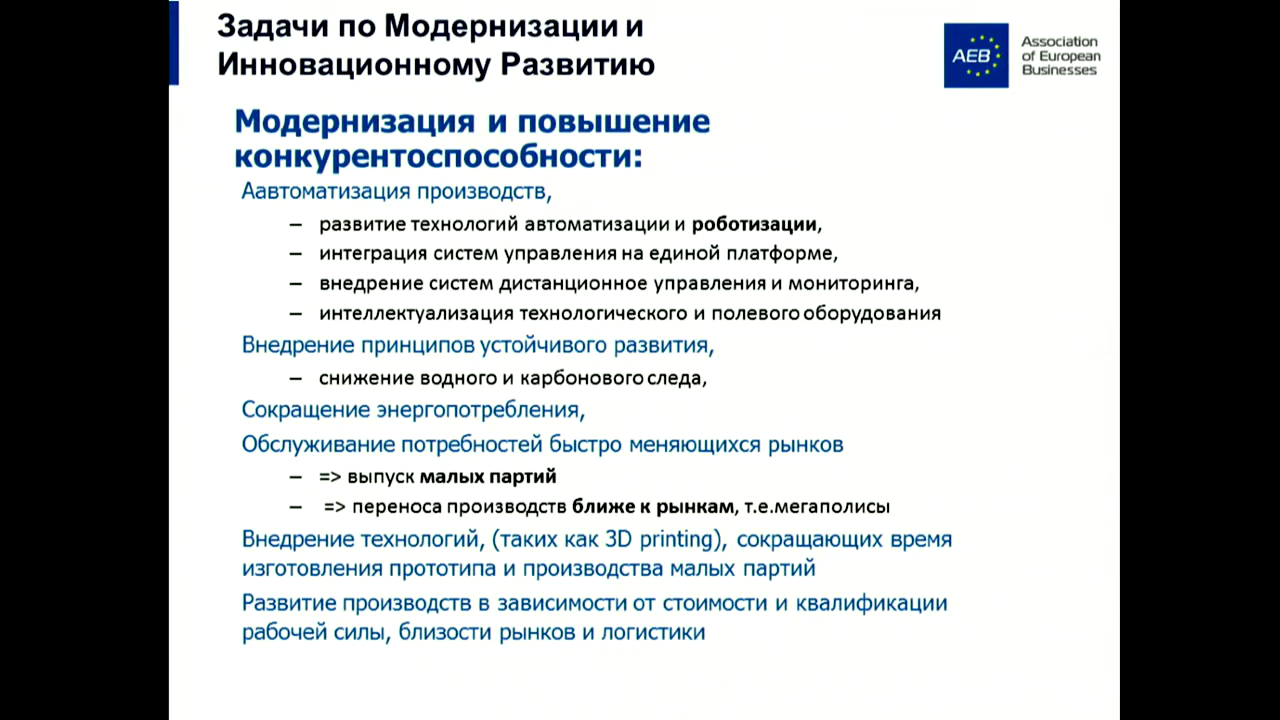 Задачи по Модернизации и
Инновационному Развитию
AEB
Association
of European
Businesses
Модернизация и повышение
конкурентоспособности:
Аавтоматизация производств,
– развитие технологий автоматизации и роботизации,
– интеграция систем управления на единой платформе,
– внедрение систем дистанционное управления и мониторинга,
– интеллектуализация технологического и полевого оборудования
Внедрение принципов устойчивого развития,
– снижение водного и карбонового следа,
Сокращение энергопотребления,
Обслуживание потребностей быстро меняющихся рынков
– => выпуск малых партий
– => переноса производств ближе к рынкам, т.е.мегаполисы
Внедрение технологий, (таких как 3D printing), сокращающих время
изготовления прототипа и производства малых партий
Развитие производств в зависимости от стоимости и квалификации
рабочей силы, близости рынков и логистики